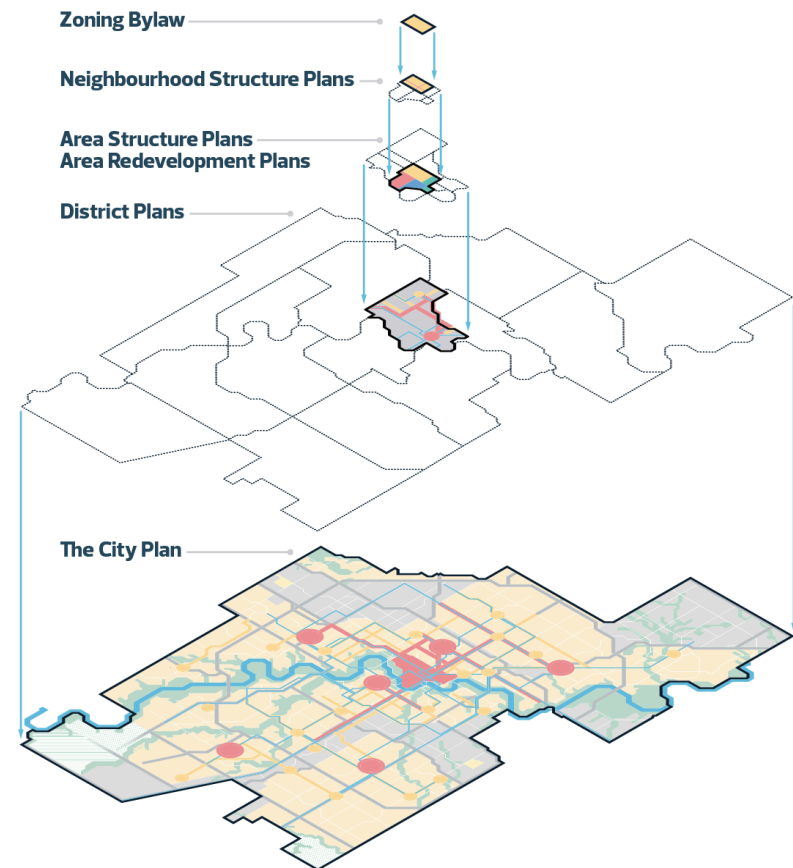 Zoning Bylaw
Neighbourhood Structure Plans
Area Structure Plans
Area Redevelopment Plans
District Plans
The City Plan